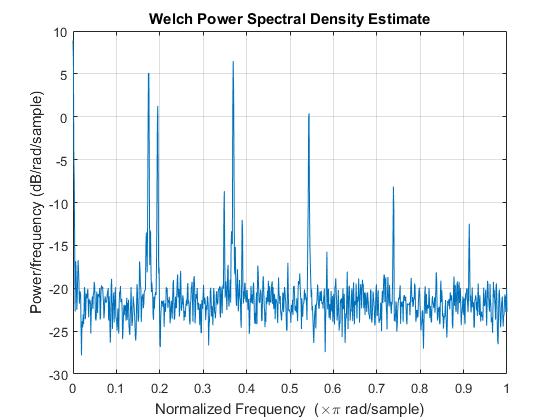 Welch Power Spectral Density Estimate
Power/frequency (dB/rad/sample)
10
5
0
-5
-10
-15
-20
-25
-30
0 0.1 0.2 0.3 0.4 0.5 0.6 0.7 0.8 0.9 1
Normalized Frequency (×π rad/sample)